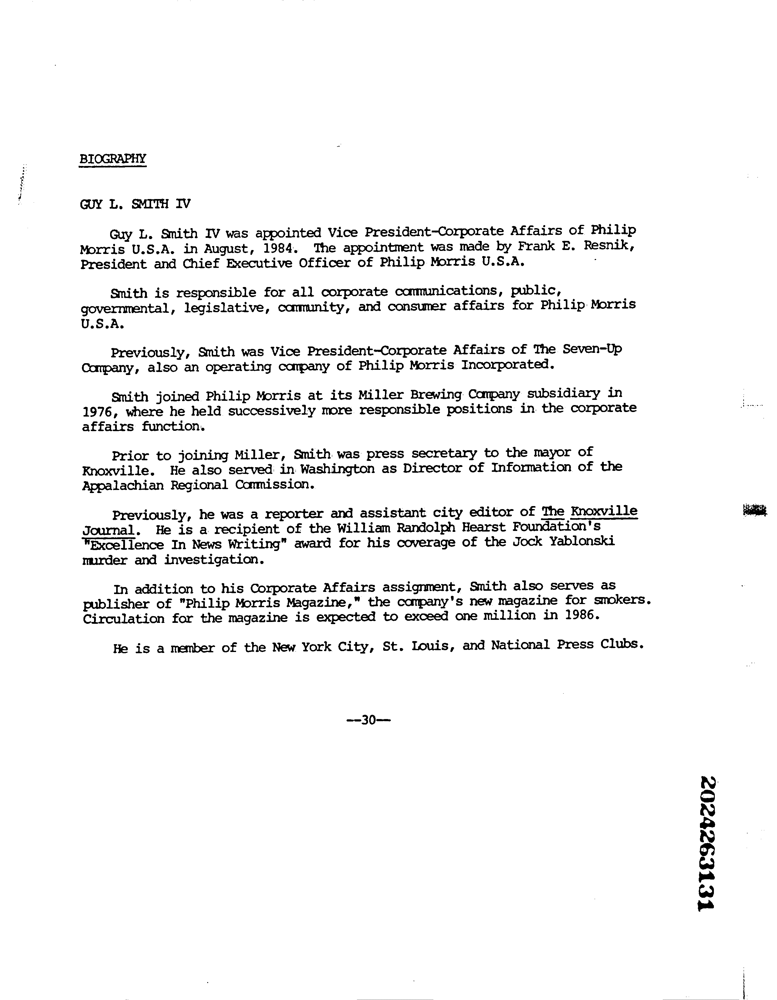 BIOGRAPHY
GUY L. SMITH IV
Guy L. Smith IV was appointed Vice President-Corporate Affairs of Philip
Morris U.S.A. in August, 1984. The appointment was made by Frank E. Resnik,
President and Chief Executive Officer of Philip Morris U.S.A.
Smith is responsible for all corporate communications, public,
governmental, legislative, community, and consumer affairs for Philip Morris
U.S.A.
Previously, Smith was Vice President-Corporate Affairs of The Seven-Up
Company, also an operating company of Philip Morris Incorporated.
Smith joined Philip Morris at its Miller Brewing Company subsidiary in
1976, where he held successively more responsible positions in the corporate
affairs function.
Prior to joining Miller, Smith was press secretary to the mayor of
Knoxville. He also served in Washington as Director of Information of the
Appalachian Regional Commission.
Previously, he was a reporter and assistant city editor of The Knoxville
Journal. He is a recipient of the William Randolph Hearst Foundation's
"Excellence In News Writing" award for his coverage of the Jock Yablonski
murder and investigation.
In addition to his Corporate Affairs assignment, Smith also serves as
publisher of "Philip Morris Magazine," the company's new magazine for smokers.
Circulation for the magazine is expected to exceed one million in 1986.
He is a member of the New York City, St. Louis, and National Press Clubs.
--30--
2024263131